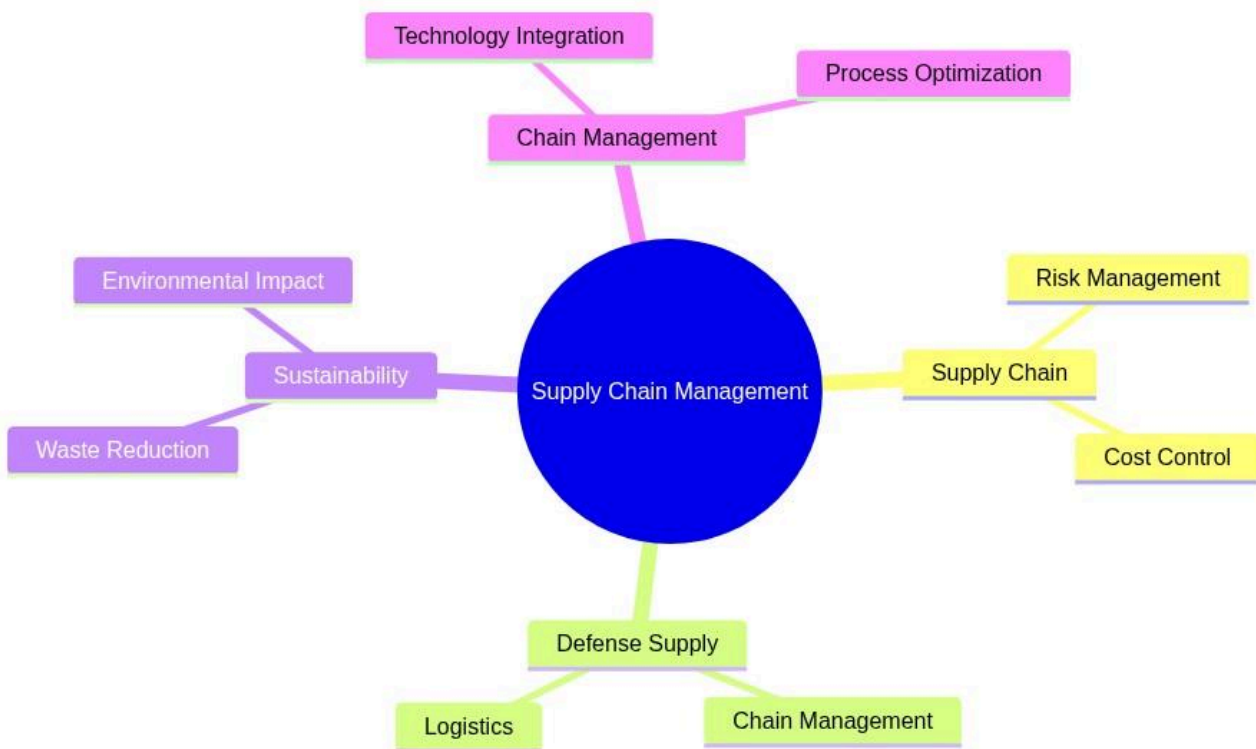 Technology Integration
Process Optimization
Chain Management
Environmental Impact
Risk Management
Sustainability
Supply Chain Management
Supply Chain
Waste Reduction
Cost Control
Defense Supply
Logistics
Chain Management